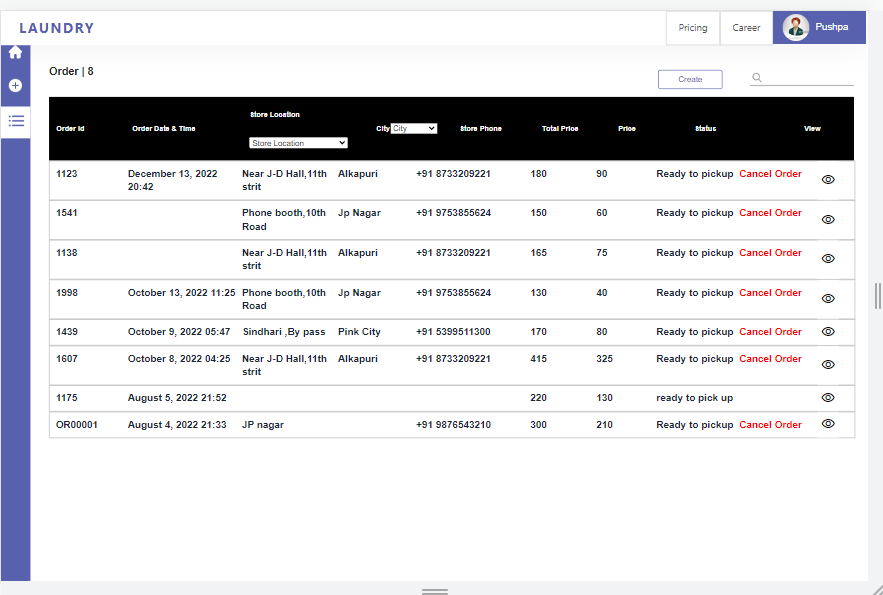 LAUNDRY Pricing Career Pushpa
Order | 8
Create
Store Location
Order Id Order Date & Time City City Store Phone Total Price Price Status View
Store Location
1123 December 13, 2022 Near J-D Hall,11th Alkapuri +91 8733209221 180 90 Ready to pickup Cancel Order
20:42 strit
1541 Phone booth,10th Jp Nagar +91 9753855624 150 60 Ready to pickup Cancel Order
Road
1138 Near J-D Hall,11th Alkapuri +91 8733209221 165 75 Ready to pickup Cancel Order
strit
1998 October 13, 2022 11:25 Phone booth,10th Jp Nagar +91 9753855624 130 40 Ready to pickup Cancel Order
Road
1439 October 9, 2022 05:47 Sindhari ,By pass Pink City +91 5399511300 170 80 Ready to pickup Cancel Order
1607 October 8, 2022 04:25 Near J-D Hall,11th Alkapuri +91 8733209221 415 325 Ready to pickup Cancel Order
strit
1175 August 5, 2022 21:52 220 130 ready to pick up
OR00001 August 4, 2022 21:33 JP nagar +91 9876543210 300 210 Ready to pickup Cancel Order